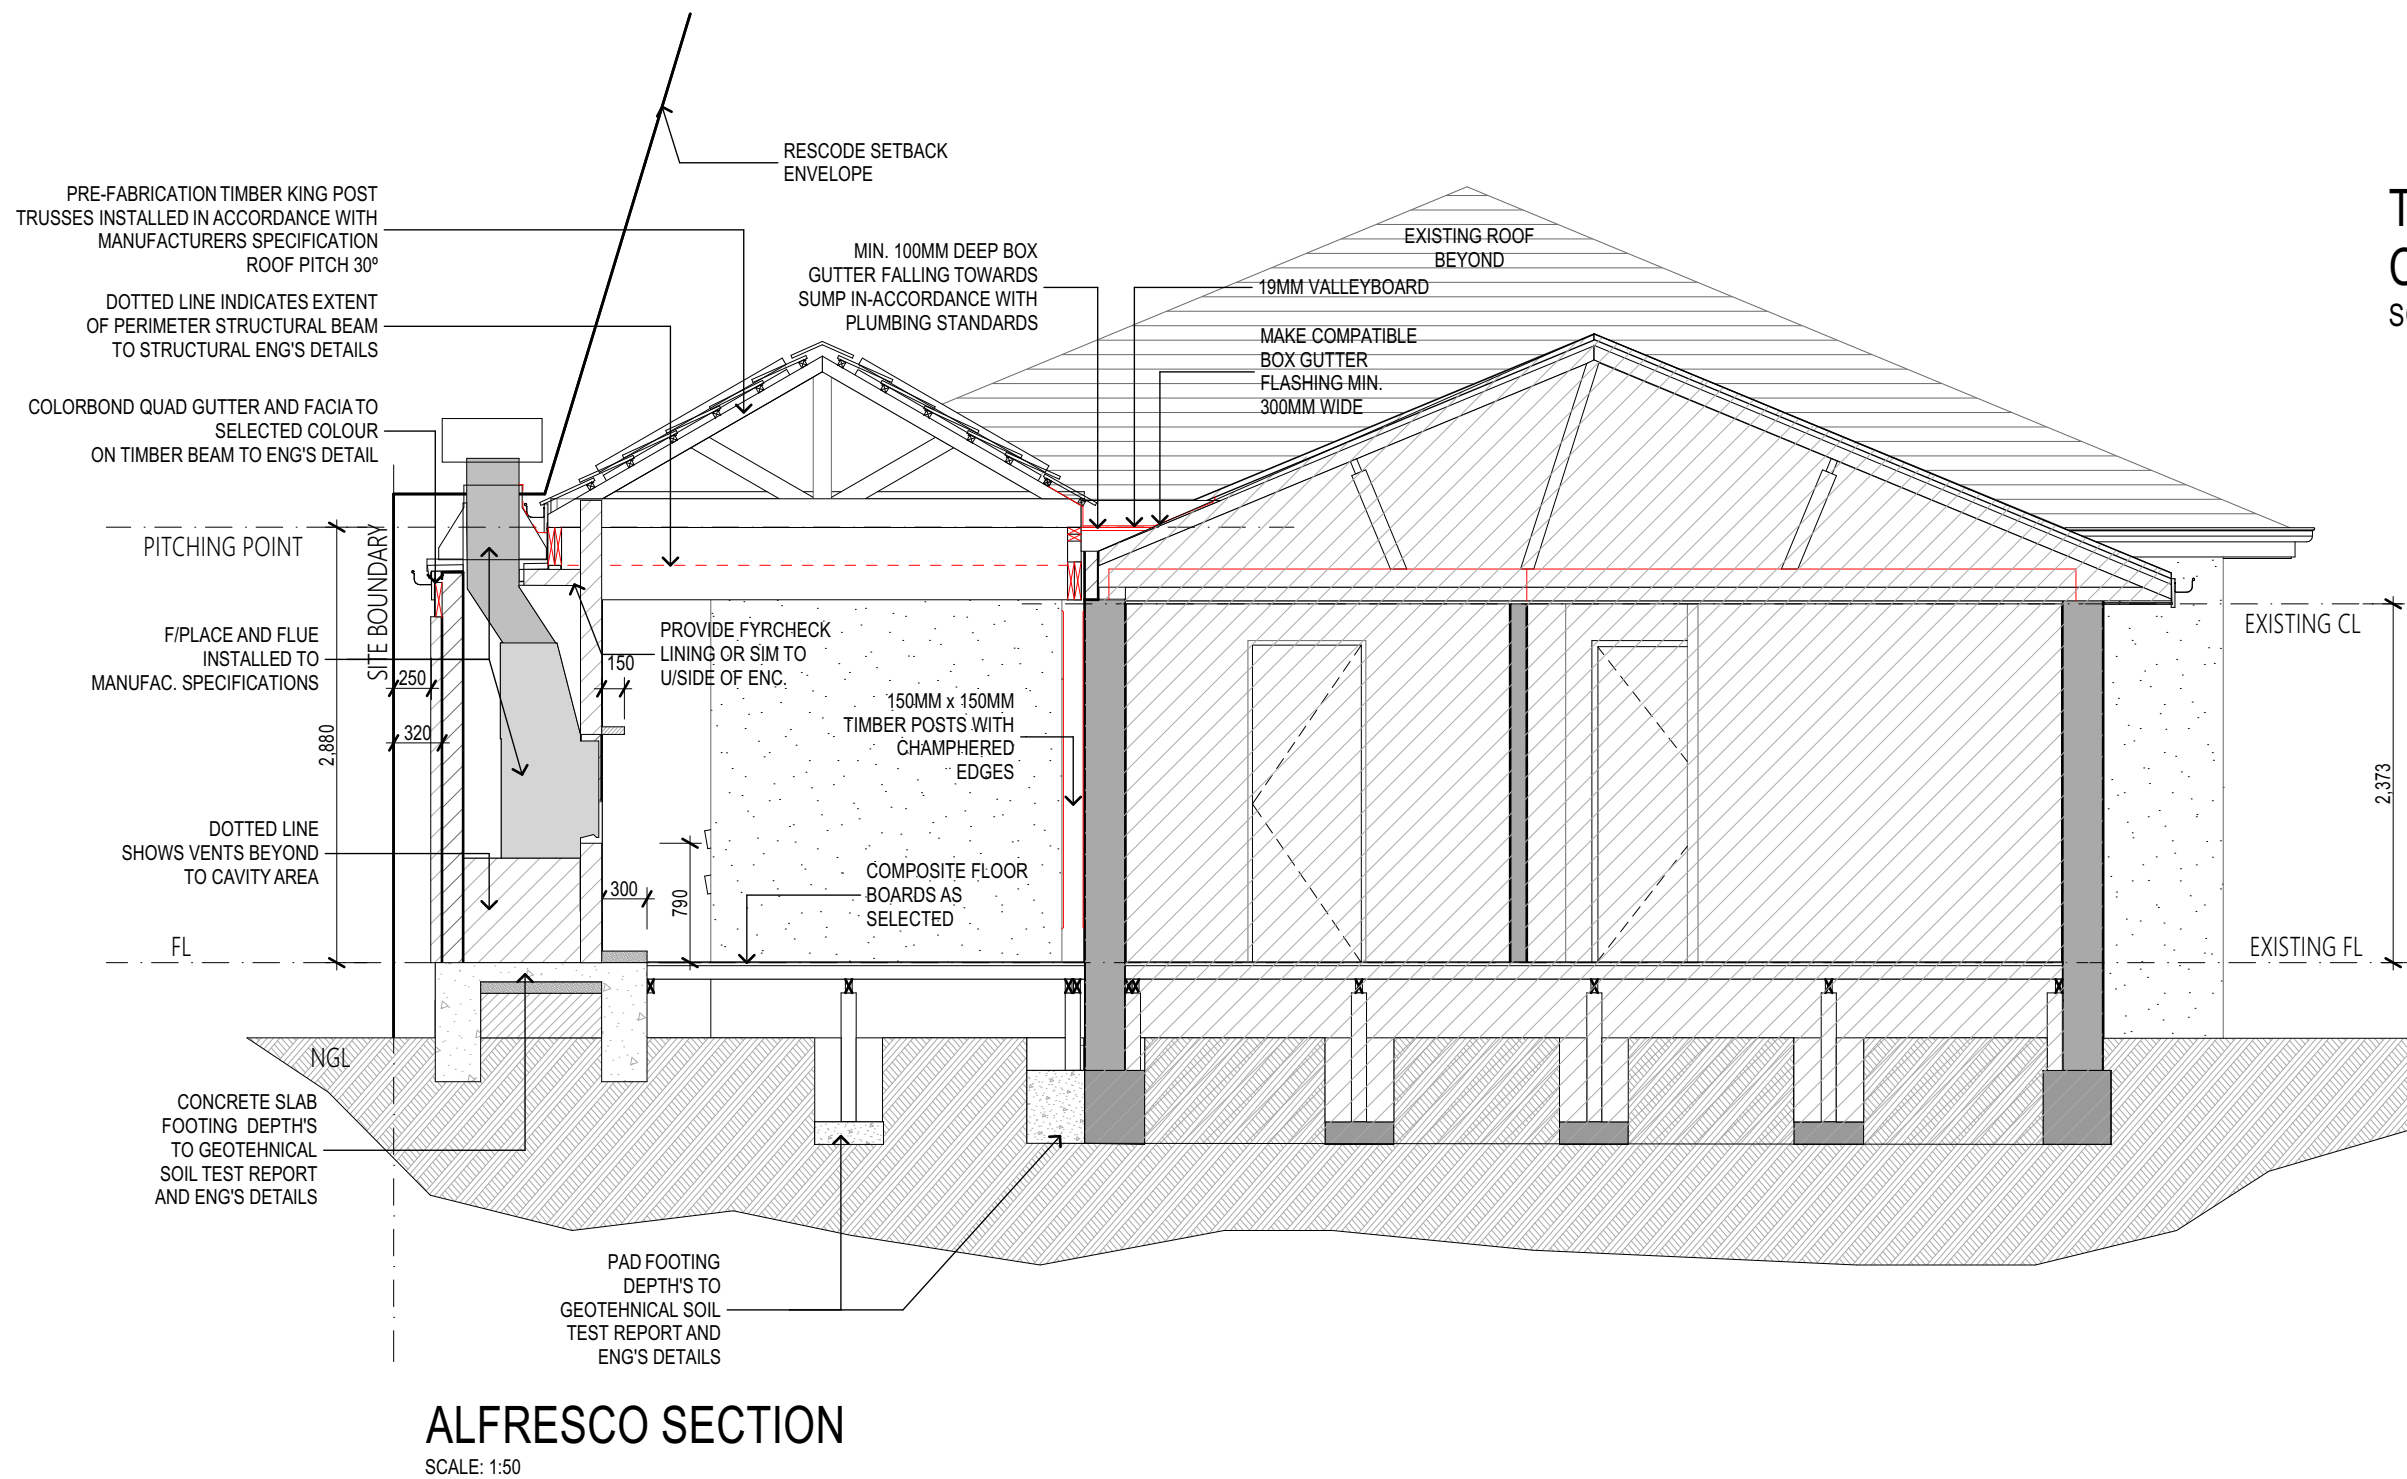 RESCODE SETBACK
ENVELOPE
PRE-FABRICATION TIMBER KING POST
TRUSSES INSTALLED IN ACCORDANCE WITH
MANUFACTURERS SPECIFICATION
ROOF PITCH 30º
DOTTED LINE INDICATES EXTENT
OF PERIMETER STRUCTURAL BEAM
TO STRUCTURAL ENG'S DETAILS
COLORBOND QUAD GUTTER AND FACIA TO
SELECTED COLOUR
ON TIMBER BEAM TO ENG'S DETAIL
MIN. 100MM DEEP BOX
GUTTER FALLING TOWARDS
SUMP IN-ACCORDANCE WITH
PLUMBING STANDARDS
EXISTING ROOF
BEYOND
19MM VALLEYBOARD
MAKE COMPATIBLE
BOX GUTTER
FLASHING MIN.
300MM WIDE
PITCHING POINT
SITE BOUNDARY
F/PLACE AND FLUE
INSTALLED TO
MANUFAC. SPECIFICATIONS
250
320
2,880
PROVIDE FYRCHECK
LINING OR SIM TO
U/SIDE OF ENC.
150
150MM x 150MM
TIMBER POSTS WITH
CHAMPHERED
EDGES
DOTTED LINE
SHOWS VENTS BEYOND
TO CAVITY AREA
300
790
COMPOSITE FLOOR
BOARDS AS
SELECTED
EXISTING CL
2,373
EXISTING FL
FL
NGL
CONCRETE SLAB
FOOTING DEPTH'S
TO GEOTEHNICAL
SOIL TEST REPORT
AND ENG'S DETAILS
PAD FOOTING
DEPTH'S TO
GEOTEHNICAL SOIL
TEST REPORT AND
ENG'S DETAILS
ALFRESCO SECTION
SCALE: 1:50